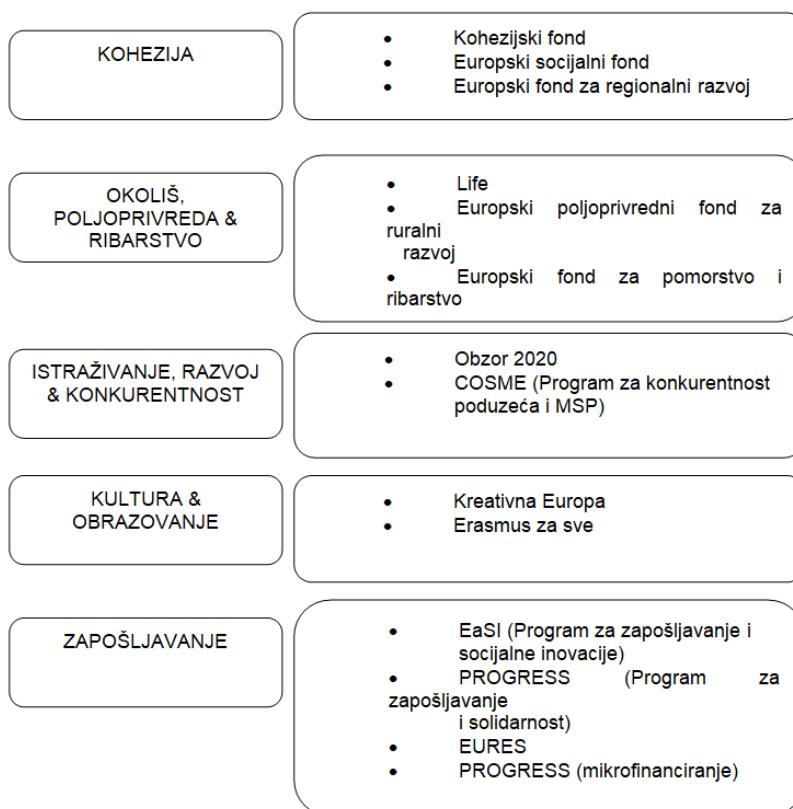 KOHEZIJA
• Kohezijski fond
• Europski socijalni fond
• Europski fond za regionalni razvoj
OKOLIŠ,
POLJOPRIVREDA &
RIBARSTVO
• Life
• Europski poljoprivredni fond za
ruralni
razvoj
• Europski fond za pomorstvo i
ribarstvo
ISTRAŽIVANJE, RAZVOJ
& KONKURENTNOST
• Obzor 2020
• COSME (Program za konkurentnost
poduzeća i MSP)
KULTURA &
OBRAZOVANJE
• Kreativna Europa
• Erasmus za sve
ZAPOŠLJAVANJE
• EaSI (Program za zapošljavanje i
socijalne inovacije)
• PROGRESS (Program za
zapošljavanje
i solidarnost)
• EURES
• PROGRESS (mikrofinanciranje)